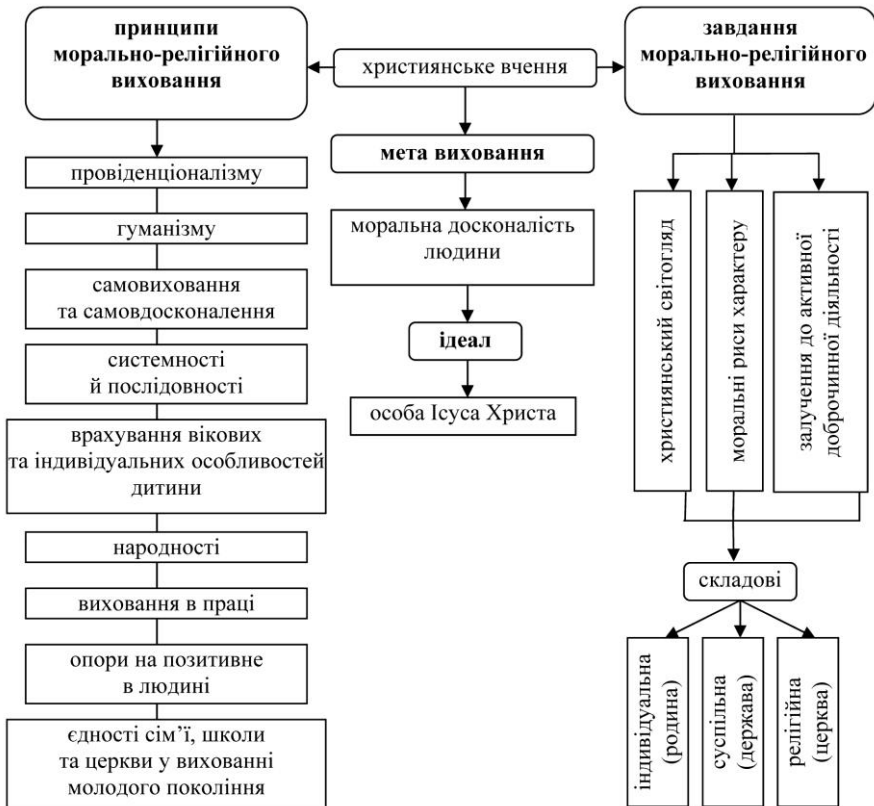 принципи
морально-релігійного
виховання
християнське вчення
завдання
морально-релігійного
виховання
провіденціоналізму
гуманізму
самовиховання
та самовдосконалення
системності
й послідовності
врахування вікових
та індивідуальних особливостей
дитини
народності
виховання в праці
опори на позитивне
в людині
єдності сім’ї, школи
та церкви у вихованні
молодого покоління
мета виховання
моральна досконалість
людини
ідеал
особа Ісуса Христа
християнський світогляд
моральні риси характеру
залучення до активної
доброчинної діяльності
складові
індивідуальна
(родина)
суспільна
(держава)
релігійна
(церква)